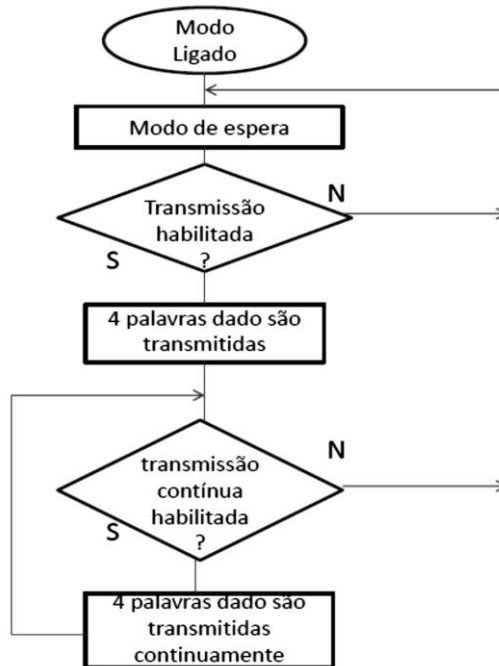 Modo
Ligado
Modo de espera
Transmissão
habilitada
?
N
S
4 palavras dado são
transmitidas
transmissão
contínua
habilitada
?
N
S
4 palavras dado são
transmitidas
continuamente